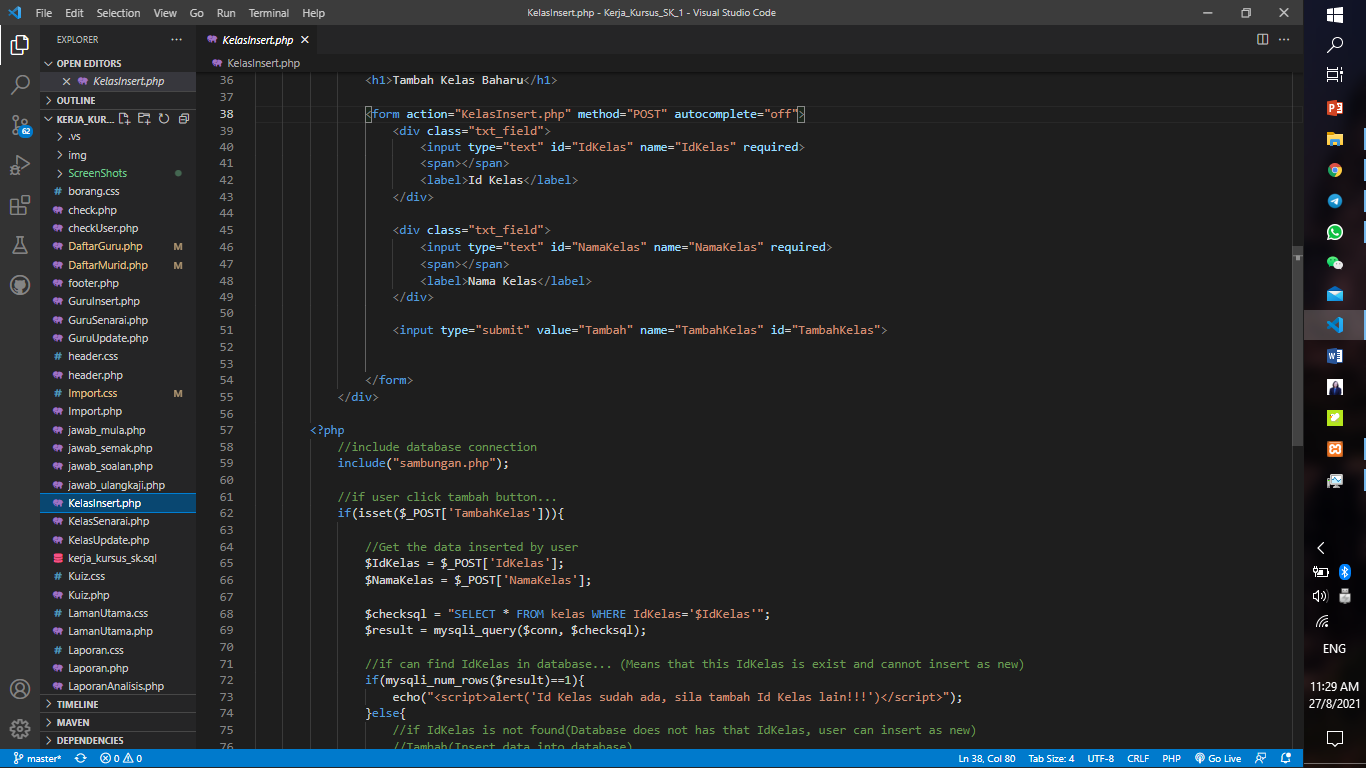 File Edit Selection View Go Run Terminal Help
KelasInsert.php - Kerja_Kursus_SK_1 - Visual Studio Code
EXPLORER
OPEN EDITORS
KelasInsert.php
OUTLINE
KERJA_KUR...
.vs
img
ScreenShots
borang.css
check.php
checkUser.php
DaftarGuru.php M
DaftarMurid.php M
footer.php
GuruInsert.php
GuruSenarai.php
GuruUpdate.php
header.css
header.php
Import.css M
Import.php
jawab_mula.php
jawab_semak.php
jawab_soalan.php
jawab_ulangkaji.php
KelasInsert.php
KelasSenarai.php
KelasUpdate.php
kerja_kursus_sk.sql
Kuiz.css
Kuiz.php
LamanUtama.css
LamanUtama.php
Laporan.css
Laporan.php
LaporanAnalisis.php
TIMELINE
MAVEN
DEPENDENCIES
62
KelasInsert.php
KelasInsert.php
36 <h1>Tambah Kelas Baharu</h1>
37
38 <form action="KelasInsert.php" method="POST" autocomplete="off">
39 <div class="txt_field">
40 <input type="text" id="IdKelas" name="IdKelas" required>
41 <span></span>
42 <label>Id Kelas</label>
43 </div>
44
45 <div class="txt_field">
46 <input type="text" id="NamaKelas" name="NamaKelas" required>
47 <span></span>
48 <label>Nama Kelas</label>
49 </div>
50
51 <input type="submit" value="Tambah" name="TambahKelas" id="TambahKelas">
52
53
54 </form>
55 </div>
56
57 <?php
58 //include database connection
59 include("sambungan.php");
60
61 //if user click tambah button...
62 if(isset($_POST['TambahKelas'])){
63
64 //Get the data inserted by user
65 $IdKelas = $_POST['IdKelas'];
66 $NamaKelas = $_POST['NamaKelas'];
67
68 $checksql = "SELECT * FROM kelas WHERE IdKelas='$IdKelas'";
69 $result = mysqli_query($conn, $checksql);
70
71 //if can find IdKelas in database... (Means that this IdKelas is exist and cannot insert as new)
72 if(mysqli_num_rows($result)==1){
73 echo("<script>alert('Id Kelas sudah ada, sila tambah Id Kelas lain!!!')</script>");
74 }else{
75 //if IdKelas is not found(Database does not has that IdKelas, user can insert as new)
76 //Tambah(Insert data into database)
master* 0 0 Ln 38, Col 80 Tab Size: 4 UTF-8 CRLF PHP Go Live
ENG
11:29 AM
27/8/2021